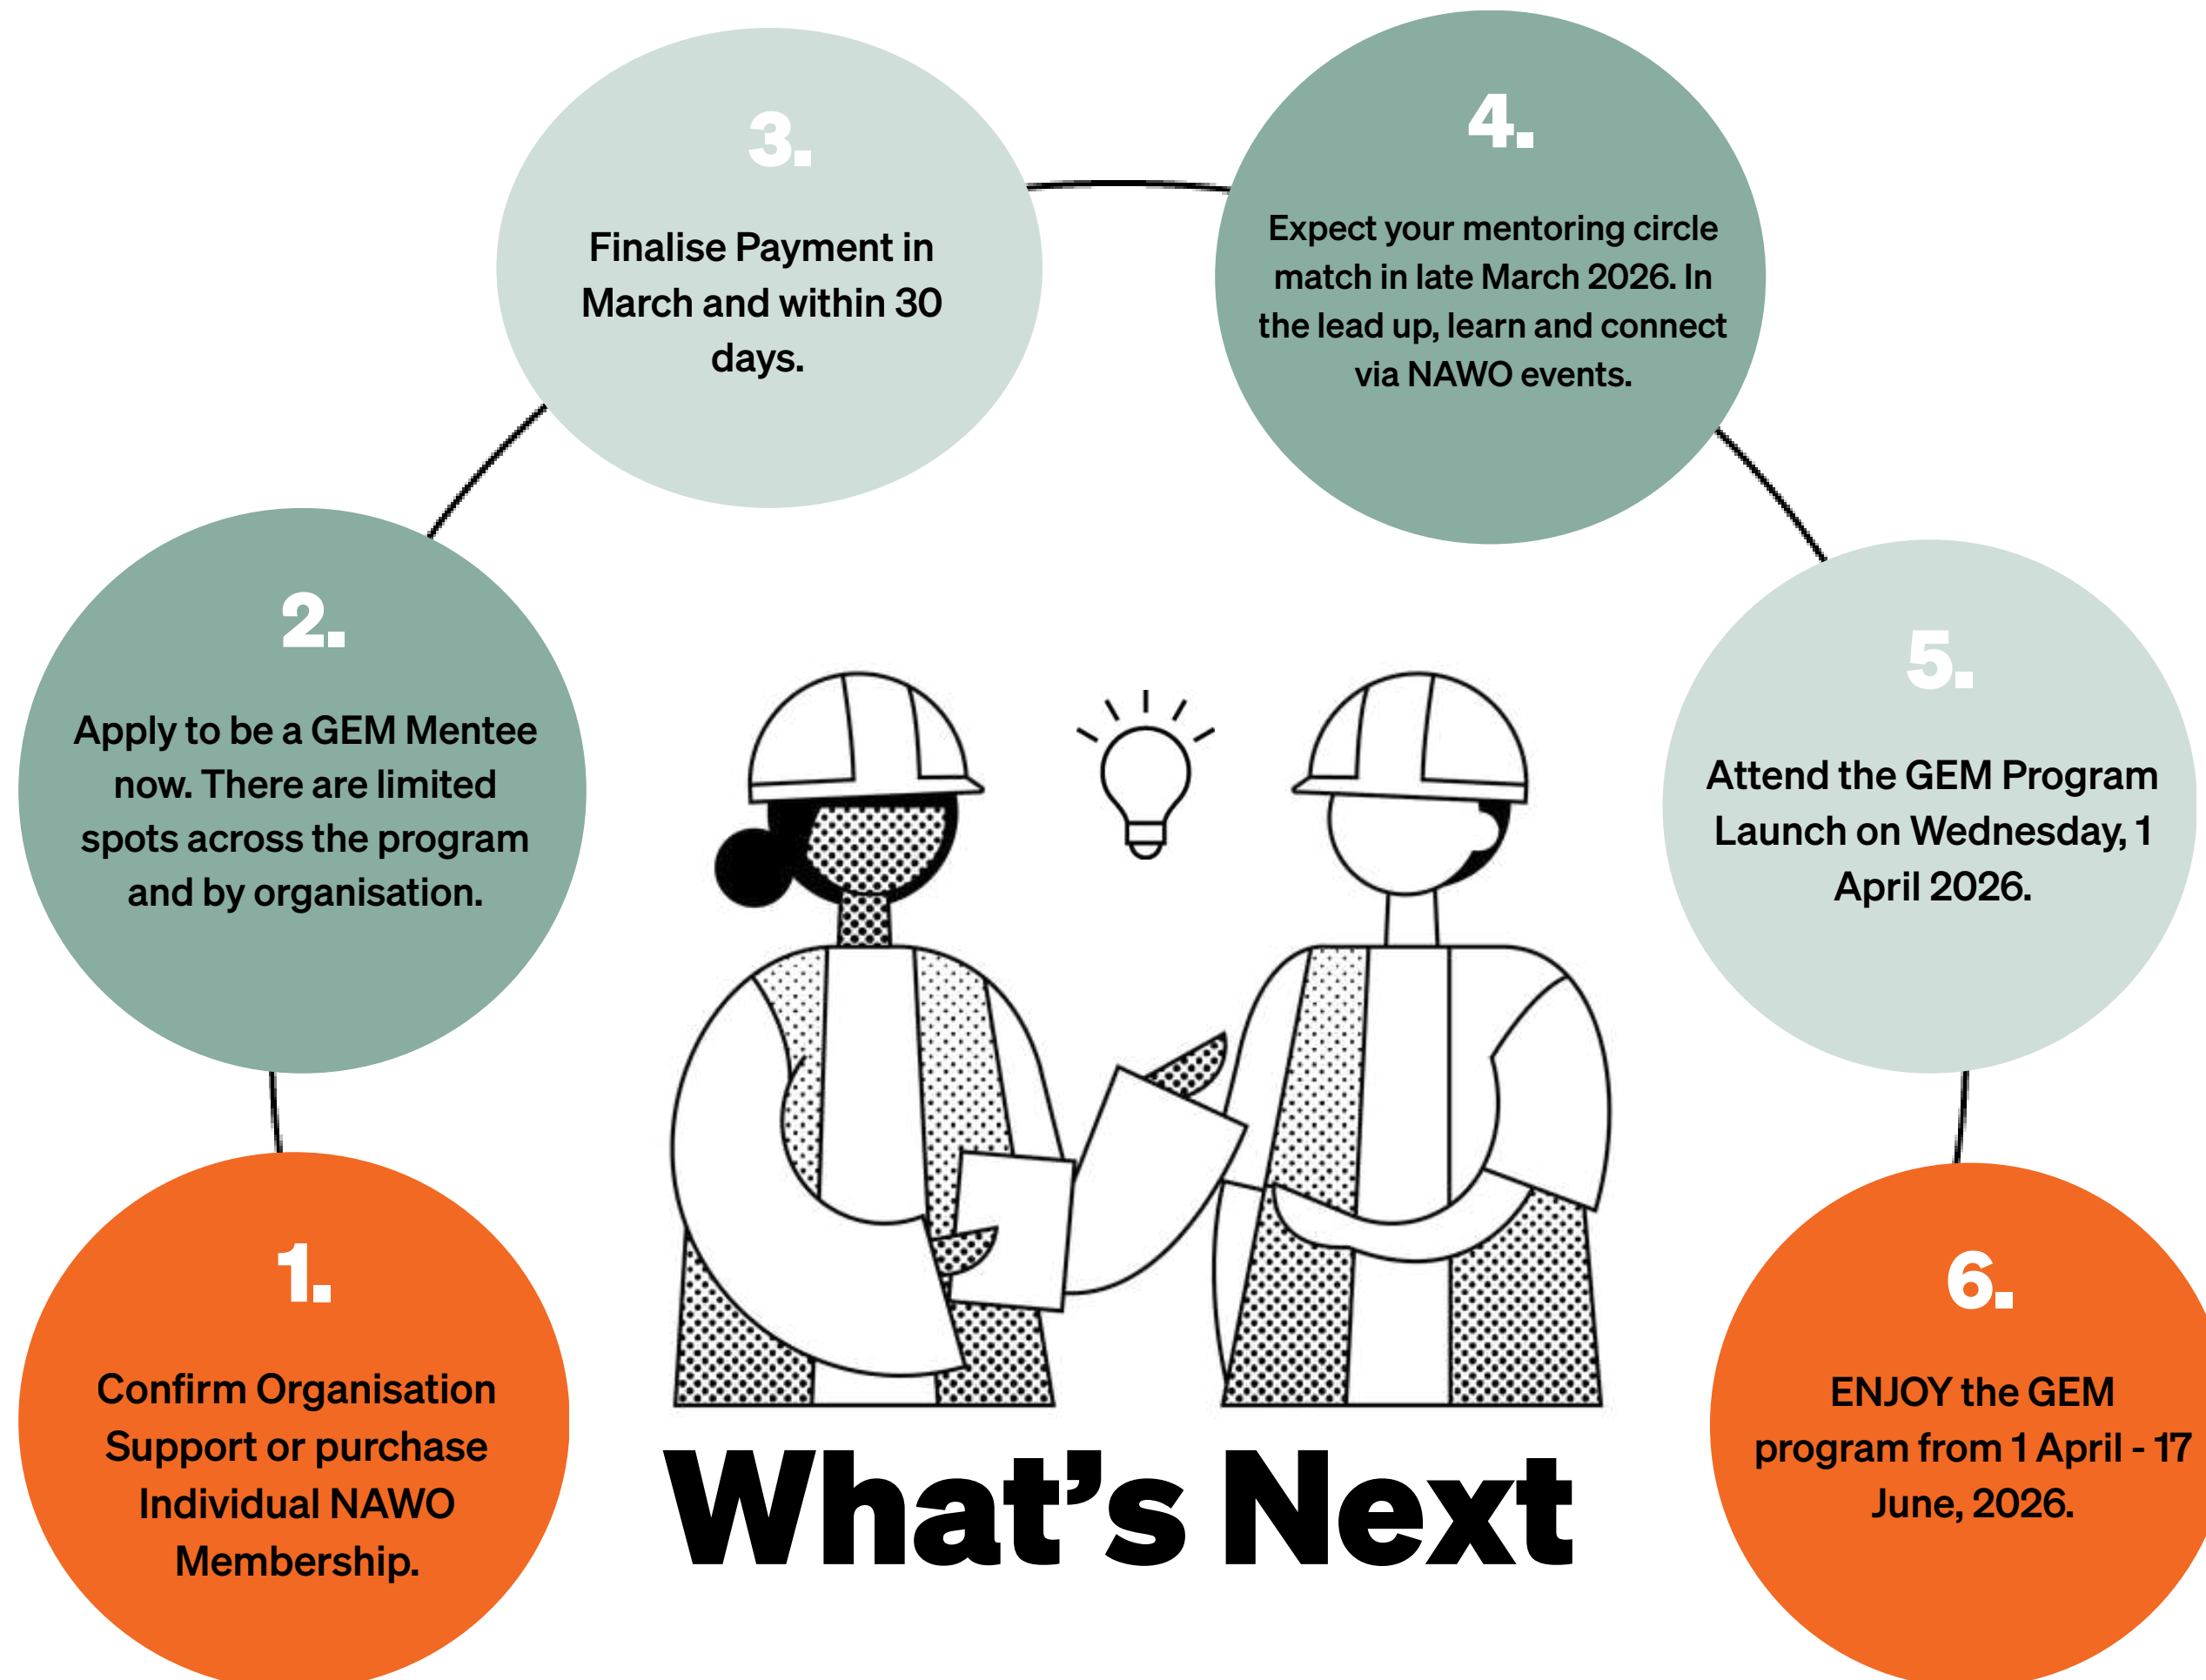 1.
Confirm Organisation
Support or purchase
Individual NAWO
Membership.
2.
Apply to be a GEM Mentee
now. There are limited
spots across the program
and by organisation.
3.
Finalise Payment in
March and within 30
days.
4.
Expect your mentoring circle
match in late March 2026. In
the lead up, learn and connect
via NAWO events.
5.
Attend the GEM Program
Launch on Wednesday, 1
April 2026.
6.
ENJOY the GEM
program from 1 April - 17
June, 2026.
What’s Next